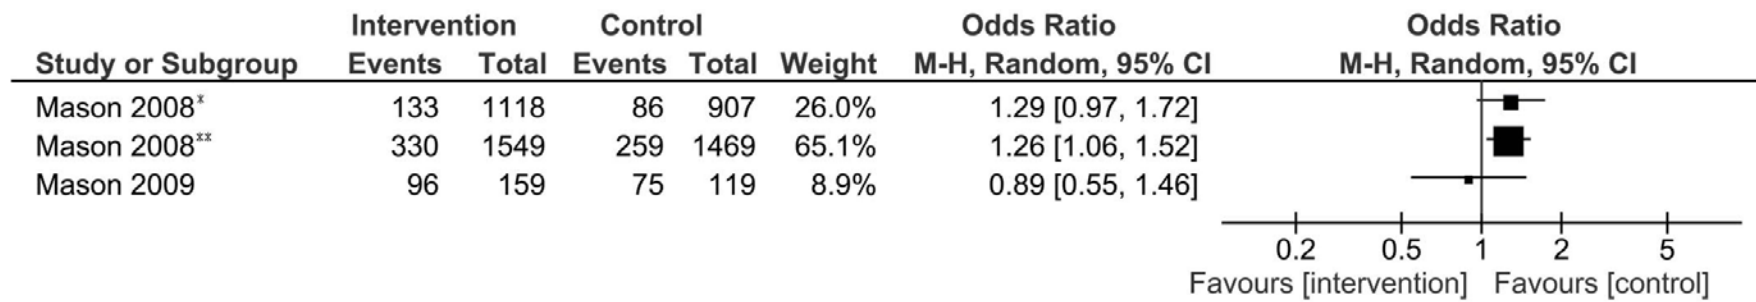 Intervention Control Odds Ratio Odds Ratio
Study or Subgroup Events Total Events Total Weight M-H, Random, 95% CI M-H, Random, 95% CI
Mason 2008* 133 1118 86 907 26.0% 1.29 [0.97, 1.72]
Mason 2008** 330 1549 259 1469 65.1% 1.26 [1.06, 1.52]
Mason 2009 96 159 75 119 8.9% 0.89 [0.55, 1.46]
0.2 0.5 1 2 5
Favours [intervention] Favours [control]